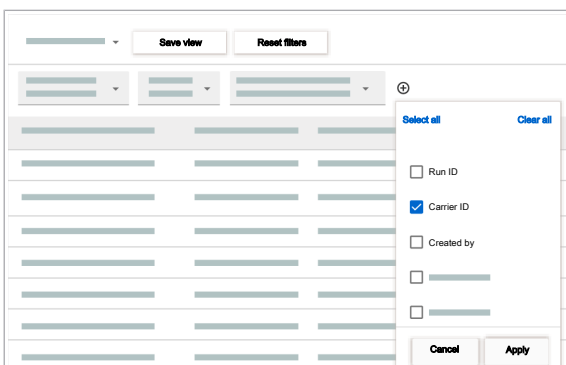 Save view
Reset filters
Select all
Clear all
Run ID
Carrier ID
Created by
Cancel
Apply